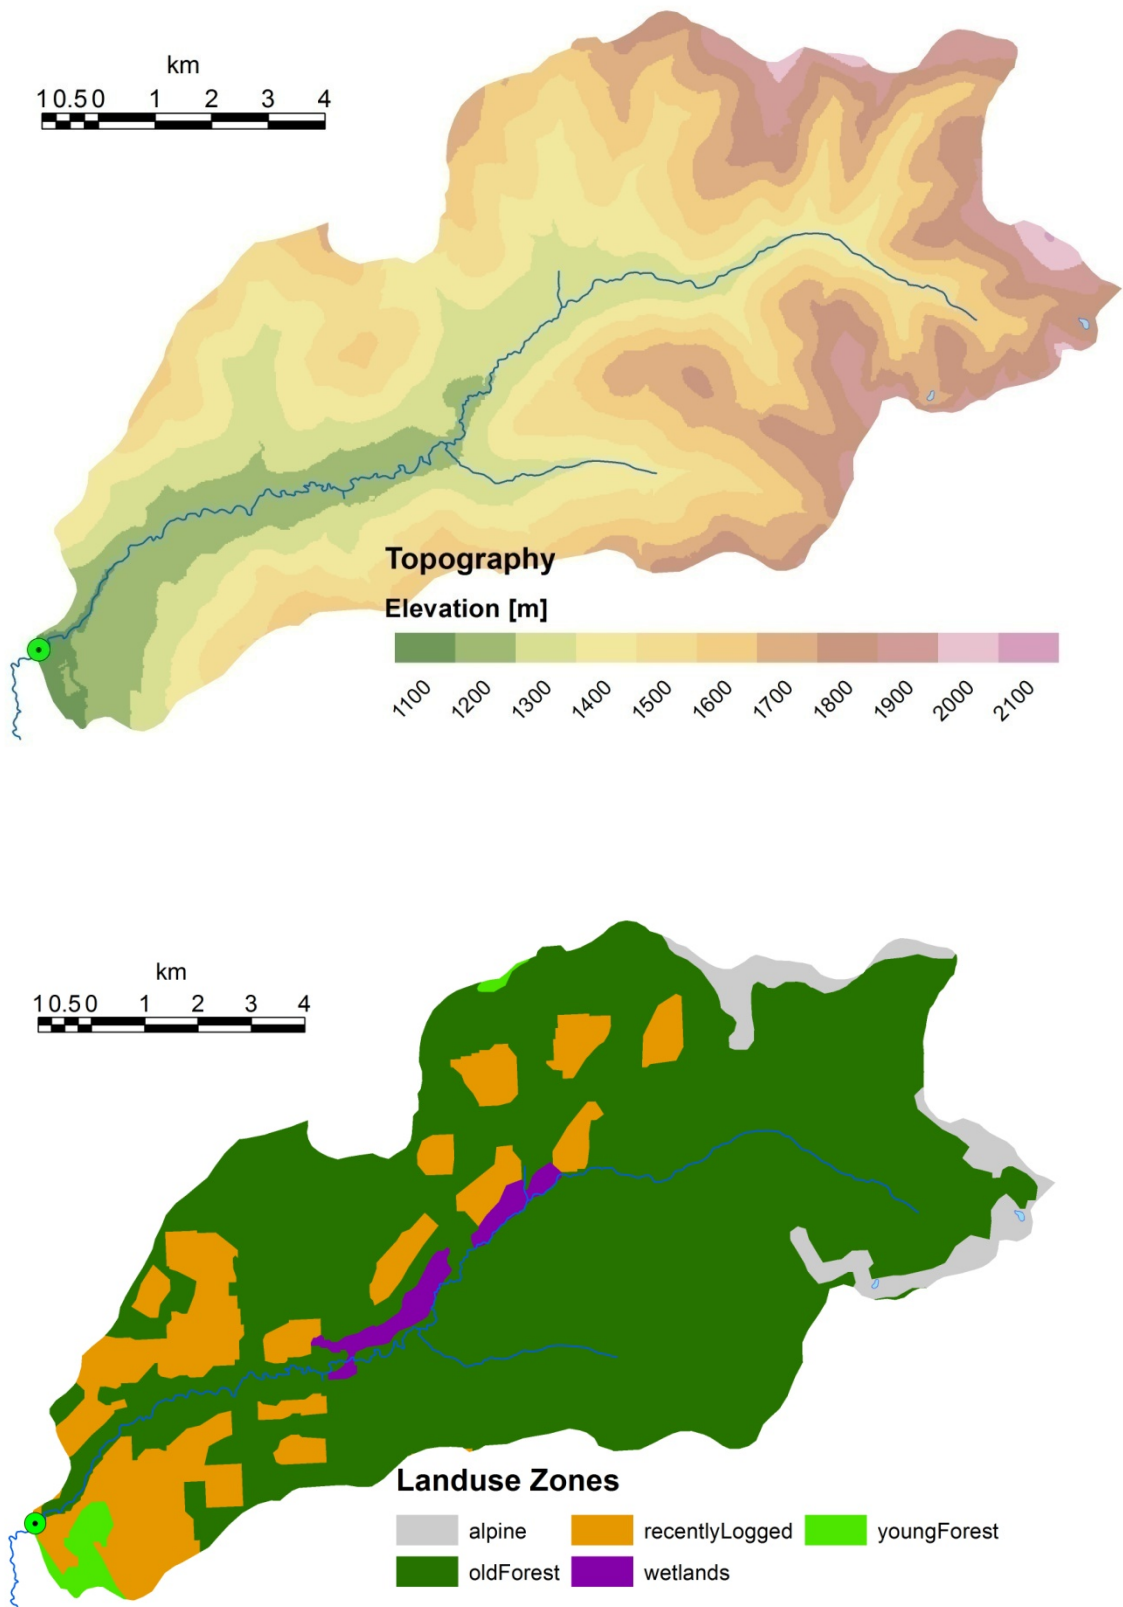 km
1 0.5 0 1 2 3 4
Topography
Elevation [m]
1100 1200 1300 1400 1500 1600 1700 1800 1900 2000 2100
km
1 0.5 0 1 2 3 4
Landuse Zones
alpine recentlyLogged youngForest
oldForest wetlands